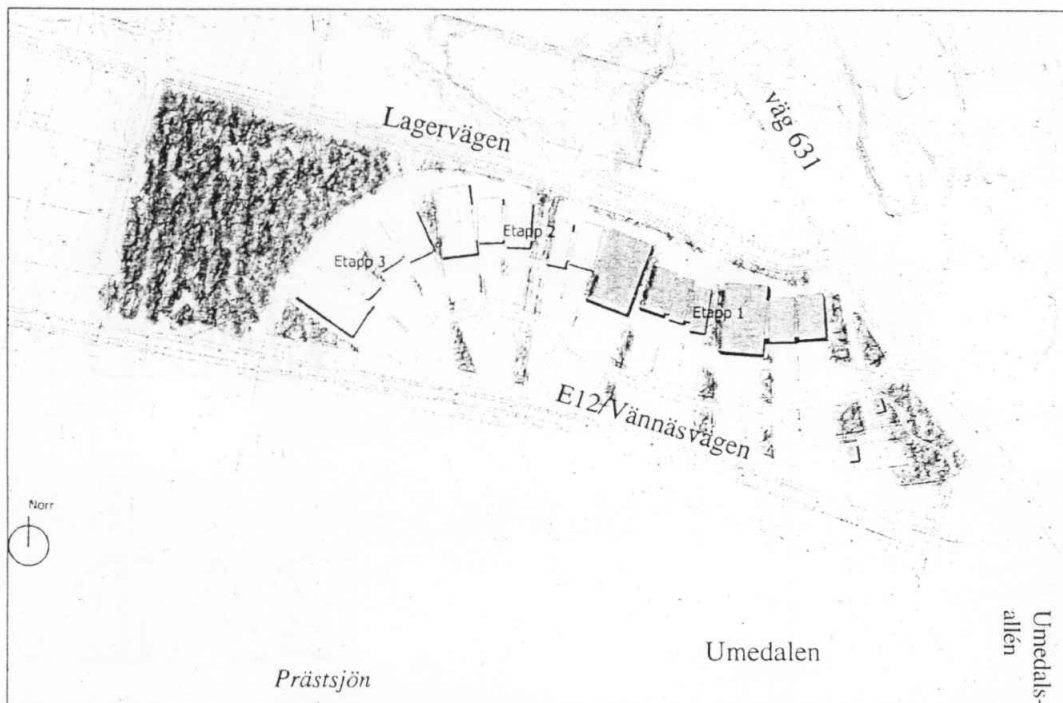 Lagervägen
väg 631
Etapp 2
Etapp 3
Etapp 1
E12/Vännäsvägen
Norr
Umedals-
allén
Umedalen
Prästsjön